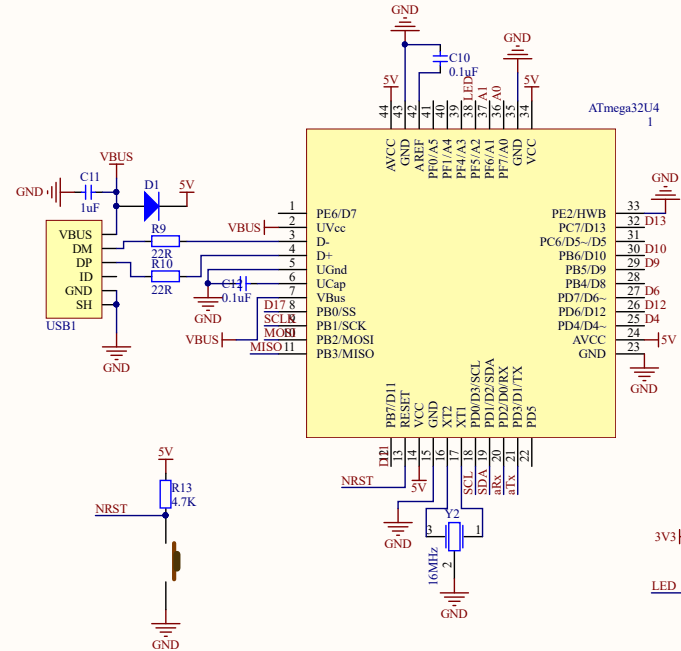 GND
C10
0.1uF
GND
5V
LED
A1
A0
5V
44
43
42
41
40
39
38
37
36
35
34
ATmega32U4
1
AVCC
GND
AREF
PF0/A5
PF1/A4
PF4/A3
PF5/A2
PF6/A1
PF7/A0
GND
VCC
VBUS
C11
GND
1uF
D1
5V
R9
22R
R10
22R
VBUS
DM
DP
ID
GND
SH
USB1
GND
VBUS
C12
0.1uF
GND
VBUS
D17
SCLK
MOSI
MISO
1 PE6/D7
2 UVcc
3 D-
4 D+
5 UGnd
6 UCap
7 VBus
8 PB0/SS
9 PB1/SCK
10 PB2/MOSI
11 PB3/MISO
GND
PE2/HWB 33
PC7/D13 32 D13
PC6/D5~/D5 31
PB6/D10 30 D10
PB5/D9 29 D9
PB4/D8 28
PD7/D6~ 27 D6
PD6/D12 26 D12
PD4/D4~ 25 D4
AVCC 24 5V
GND 23
GND
PB7/D11
RESET
VCC
GND
XT2
XT1
PD0/D3/SCL
PD1/D2/SDA
PD2/D0/RX
PD3/D1/TX
PD5
13
14
15
16
17
18
19
20
21
22
NRST
5V
SCL
SDA
aRx
aTx
GND
Y2
3
1
2
16MHz
GND
5V
R13
4.7K
NRST
GND
3V3
LED